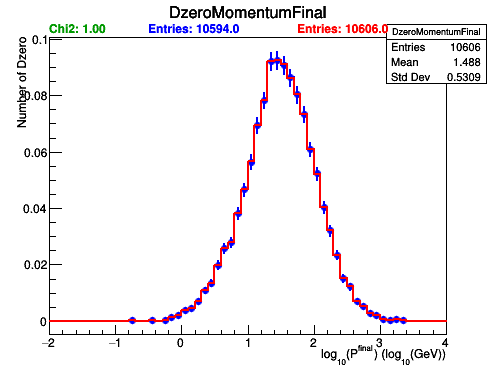 DzeroMomentumFinal
Chi2: 1.00 Entries: 10594.0 Entries: 10606.0
DzeroMomentumFinal
Entries 10606
Mean 1.488
Std Dev 0.5309
Number of Dzero
0.1
0.08
0.06
0.04
0.02
0
−2 −1 0 1 2 3 4
log10(Pfinal) (log10(GeV))